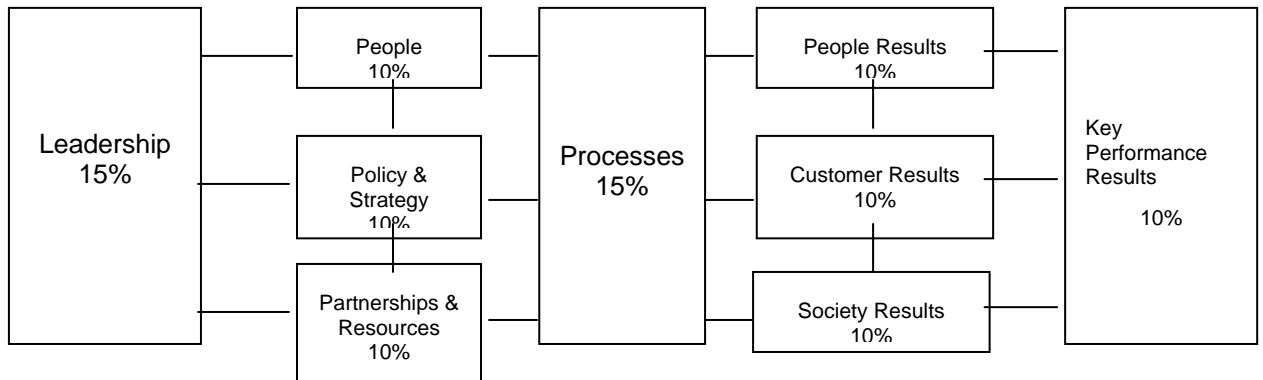 Leadership
15%
People
10%
Policy &
Strategy
10%
Partnerships &
Resources
10%
Processes
15%
People Results
10%
Customer Results
10%
Society Results
10%
Key
Performance
Results
10%